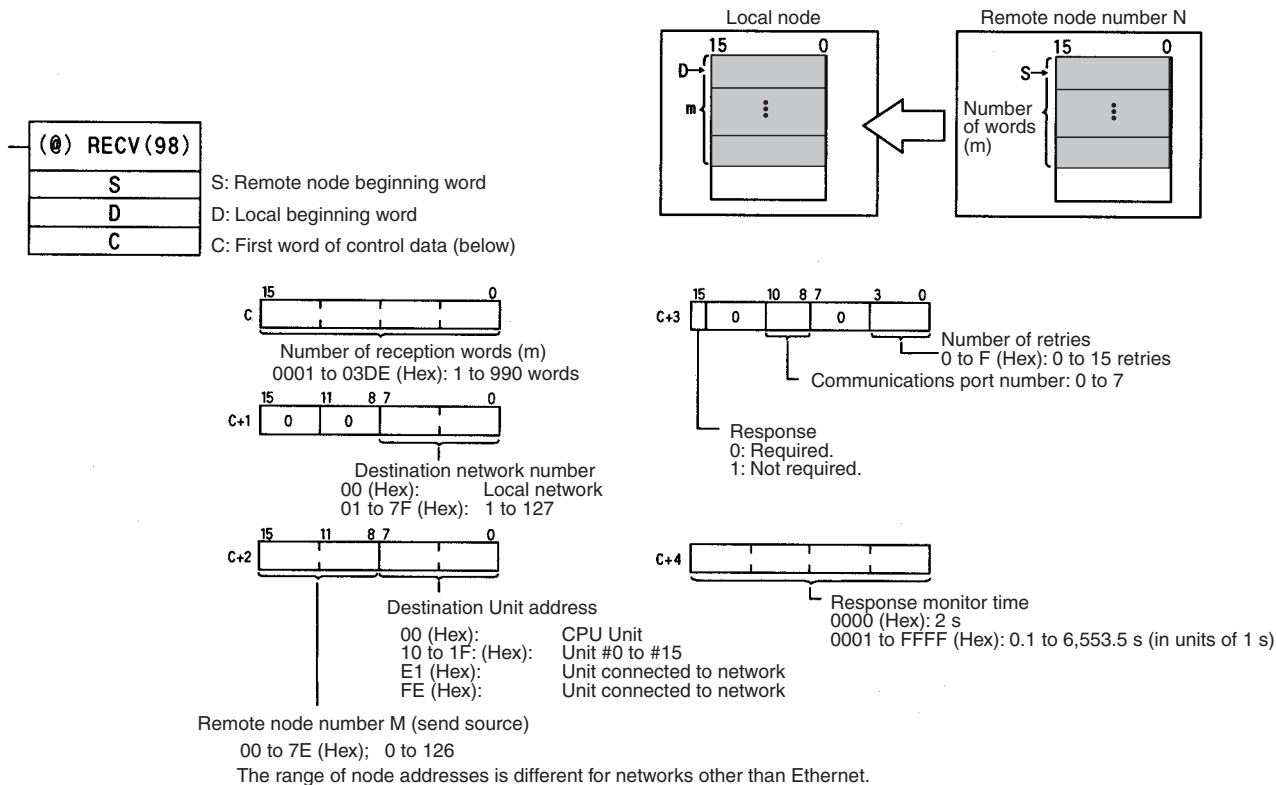 Local node
Remote node number N
15 0
D
m
15 0
S
Number
of words
(m)
(@) RECV(98)
S
D
C
S: Remote node beginning word
D: Local beginning word
C: First word of control data (below)
15 0
C
Number of reception words (m)
0001 to 03DE (Hex): 1 to 990 words
15 11 8 7 0
C+1 0 0
Destination network number
00 (Hex): Local network
01 to 7F (Hex): 1 to 127
15 11 8 7 0
C+2
Destination Unit address
00 (Hex): CPU Unit
10 to 1F: (Hex): Unit #0 to #15
E1 (Hex): Unit connected to network
FE (Hex): Unit connected to network
Remote node number M (send source)
00 to 7E (Hex); 0 to 126
The range of node addresses is different for networks other than Ethernet.
15 10 8 7 3 0
C+3 0 0
Number of retries
0 to F (Hex): 0 to 15 retries
Communications port number: 0 to 7
Response
0: Required.
1: Not required.
C+4
Response monitor time
0000 (Hex): 2 s
0001 to FFFF (Hex): 0.1 to 6,553.5 s (in units of 1 s)